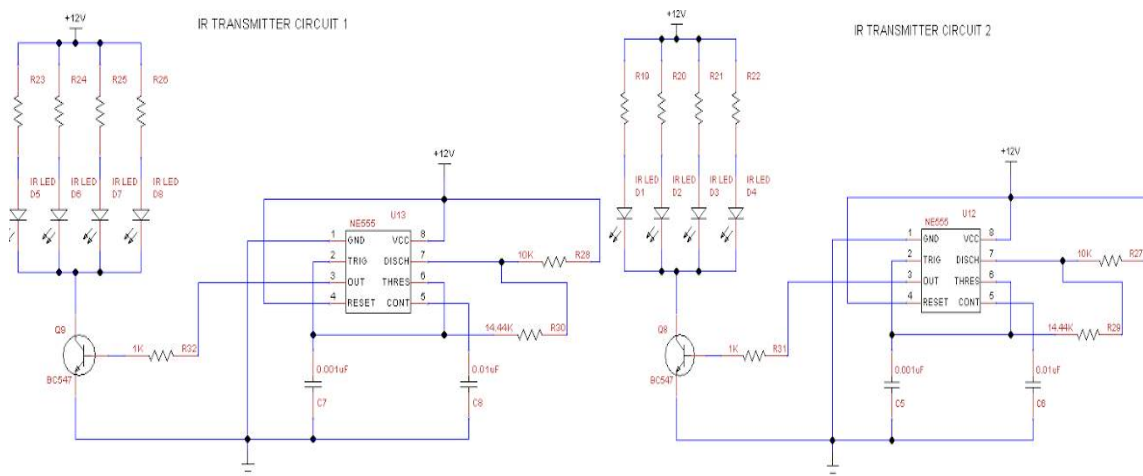 IR TRANSMITTER CIRCUIT 1
+12V
R23 R24 R25 R26
IR LED IR LED IR LED IR LED
D5 D6 D7 D8
+12V
U13
NE555
1 GND VCC 8
2 TRIG DISCH 7
3 OUT THRES 6
4 RESET CONT 5
10K R28
14.44K R30
Q9
1K R32
BC547
0.001uF
C7
0.01uF
C8
IR TRANSMITTER CIRCUIT 2
+12V
R19 R20 R21 R22
IR LED IR LED IR LED IR LED
D1 D2 D3 D4
+12V
U12
NE555
1 GND VCC 8
2 TRIG DISCH 7
3 OUT THRES 6
4 RESET CONT 5
10K R27
14.44K R29
Q8
1K R31
BC547
0.001uF
C5
0.01uF
C6